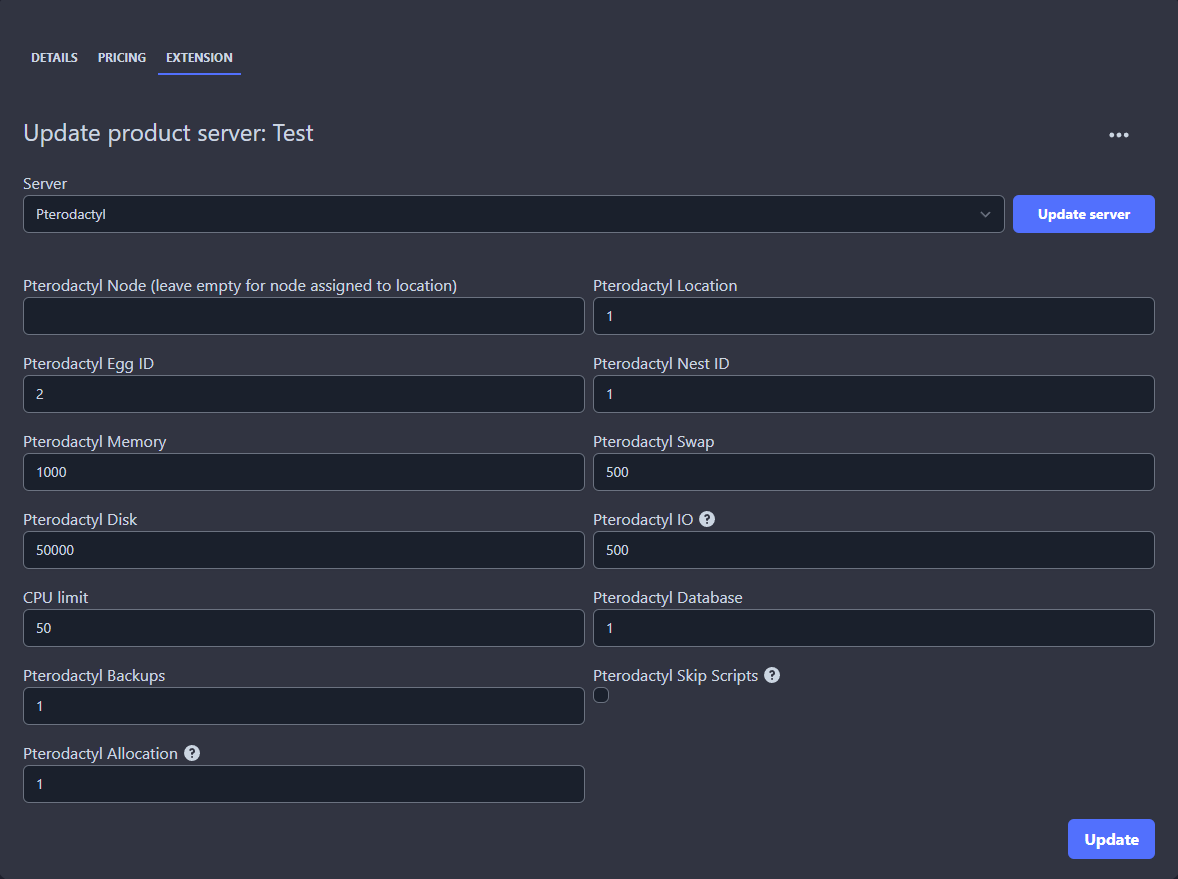 DETAILS PRICING EXTENSION
Update product server: Test
Server
Pterodactyl Update server
Pterodactyl Node (leave empty for node assigned to location) Pterodactyl Location
1
Pterodactyl Egg ID Pterodactyl Nest ID
2 1
Pterodactyl Memory Pterodactyl Swap
1000 500
Pterodactyl Disk Pterodactyl IO ?
50000 500
CPU limit Pterodactyl Database
50 1
Pterodactyl Backups Pterodactyl Skip Scripts ?
1
Pterodactyl Allocation ?
1
Update